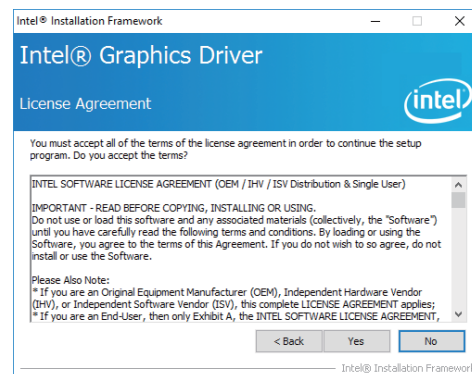 Intel® Installation Framework
Intel® Graphics Driver
License Agreement
intel
You must accept all of the terms of the license agreement in order to continue the setup
program. Do you accept the terms?
INTEL SOFTWARE LICENSE AGREEMENT (OEM / IHV / ISV Distribution & Single User)
IMPORTANT - READ BEFORE COPYING, INSTALLING OR USING.
Do not use or load this software and any associated materials (collectively, the "Software")
until you have carefully read the following terms and conditions. By loading or using the
Software, you agree to the terms of this Agreement. If you do not wish to so agree, do not
install or use the Software.
Please Also Note:
* If you are an Original Equipment Manufacturer (OEM), Independent Hardware Vendor
(IHV), or Independent Software Vendor (ISV), this complete LICENSE AGREEMENT applies;
* If you are an End-User, then only Exhibit A, the INTEL SOFTWARE LICENSE AGREEMENT,
< Back Yes No
Intel® Installation Framework